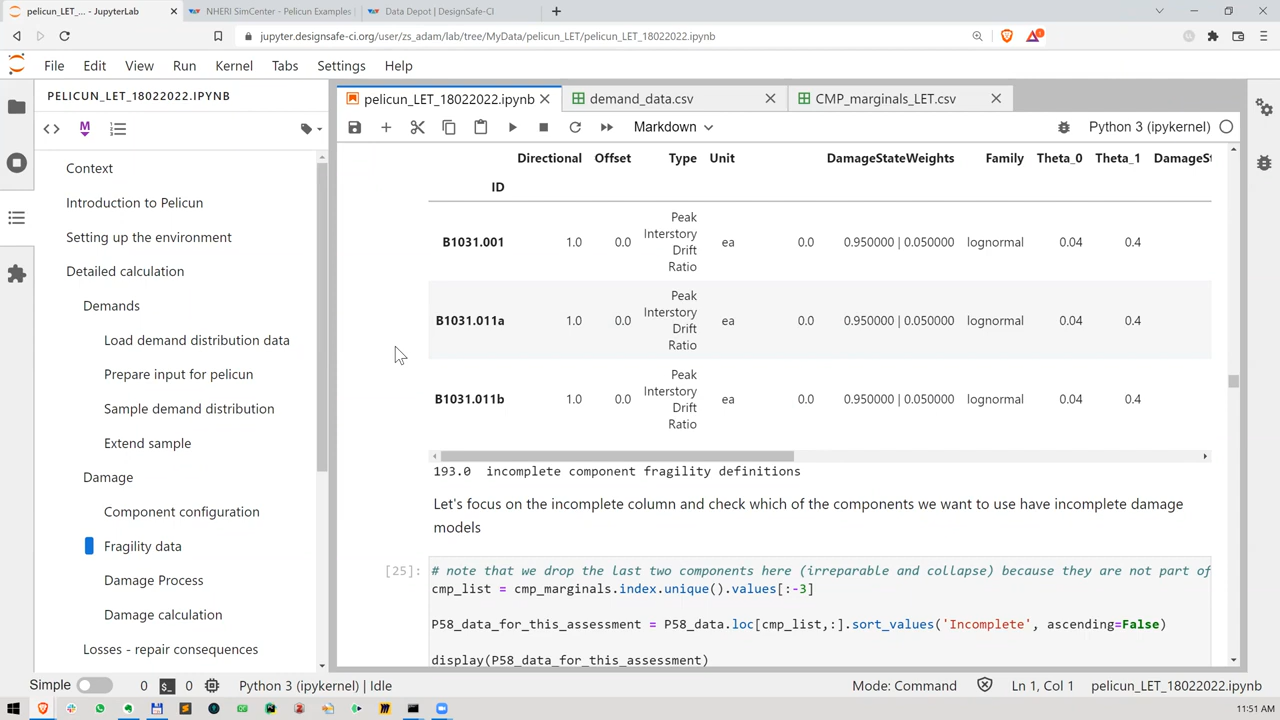 pelicun_LET_... - JupyterLab
NHERI SimCenter - Pelicun Examples
Data Depot | DesignSafe-CI
jupyter.designsafe-ci.org/user/zs_adam/lab/tree/MyData/pelicun_LET/pelicun_LET_18022022.ipynb
File Edit View Run Kernel Tabs Settings Help
PELICUN_LET_18022022.IPYNB
pelicun_LET_18022022.ipynb
demand_data.csv
CMP_marginals_LET.csv
Markdown
Python 3 (ipykernel)
Context
Introduction to Pelicun
Setting up the environment
Detailed calculation
Demands
Load demand distribution data
Prepare input for pelicun
Sample demand distribution
Extend sample
Damage
Component configuration
Fragility data
Damage Process
Damage calculation
Losses - repair consequences
Directional Offset Type Unit DamageStateWeights Family Theta_0 Theta_1
ID
B1031.001 1.0 0.0 Peak Interstory Drift Ratio ea 0.0 0.950000 | 0.050000 lognormal 0.04 0.4
B1031.011a 1.0 0.0 Peak Interstory Drift Ratio ea 0.0 0.950000 | 0.050000 lognormal 0.04 0.4
B1031.011b 1.0 0.0 Peak Interstory Drift Ratio ea 0.0 0.950000 | 0.050000 lognormal 0.04 0.4
193.0 incomplete component fragility definitions
Let's focus on the incomplete column and check which of the components we want to use have incomplete damage
models
[25]: # note that we drop the last two components here (irreparable and collapse) because they are not part of
cmp_list = cmp_marginals.index.unique().values[:-3]
P58_data_for_this_assessment = P58_data.loc[cmp_list,:].sort_values('Incomplete', ascending=False)
display(P58_data_for_this_assessment)
Simple 0 0 Python 3 (ipykernel) | Idle
Mode: Command Ln 1, Col 1 pelicun_LET_18022022.ipynb
11:51 AM